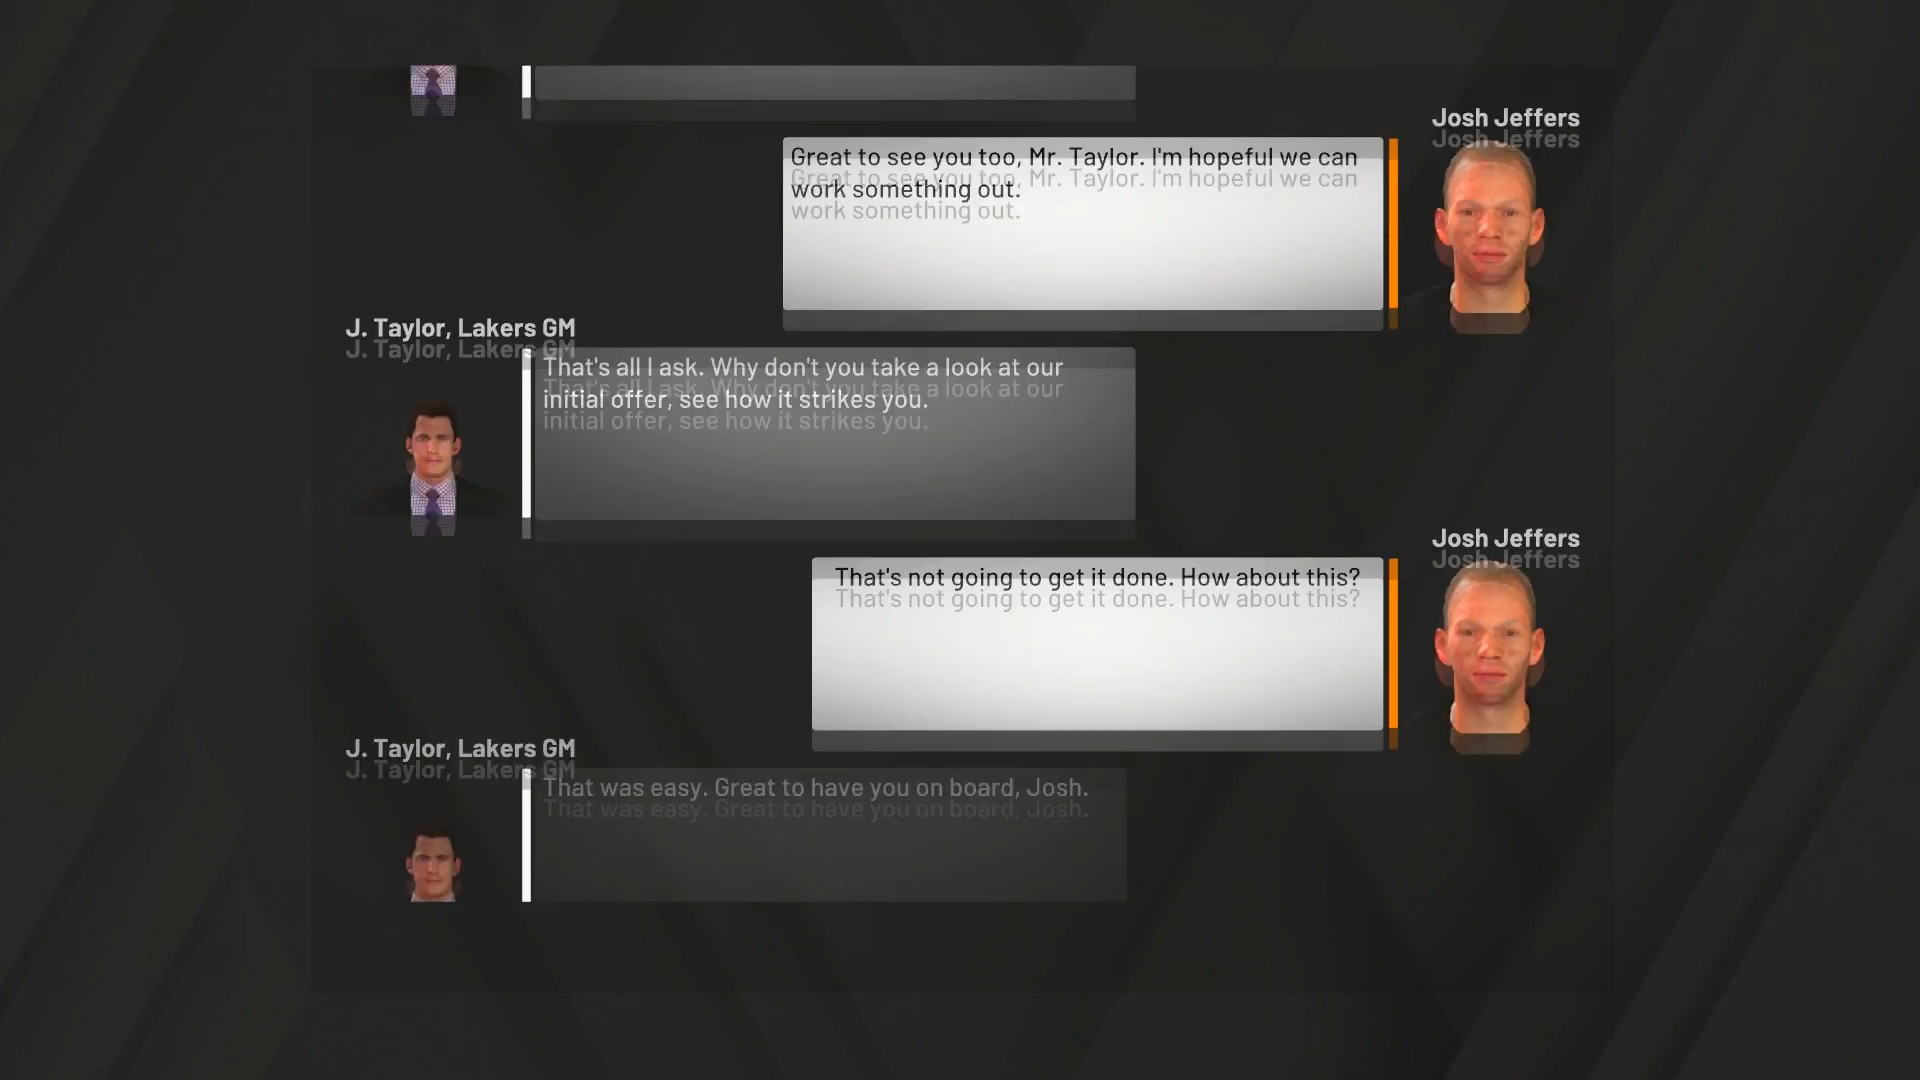 Josh Jeffers
Great to see you too, Mr. Taylor. I'm hopeful we can
work something out.
J. Taylor, Lakers GM
That's all I ask. Why don't you take a look at our
initial offer, see how it strikes you.
Josh Jeffers
That's not going to get it done. How about this?
J. Taylor, Lakers GM
That was easy. Great to have you on board, Josh.